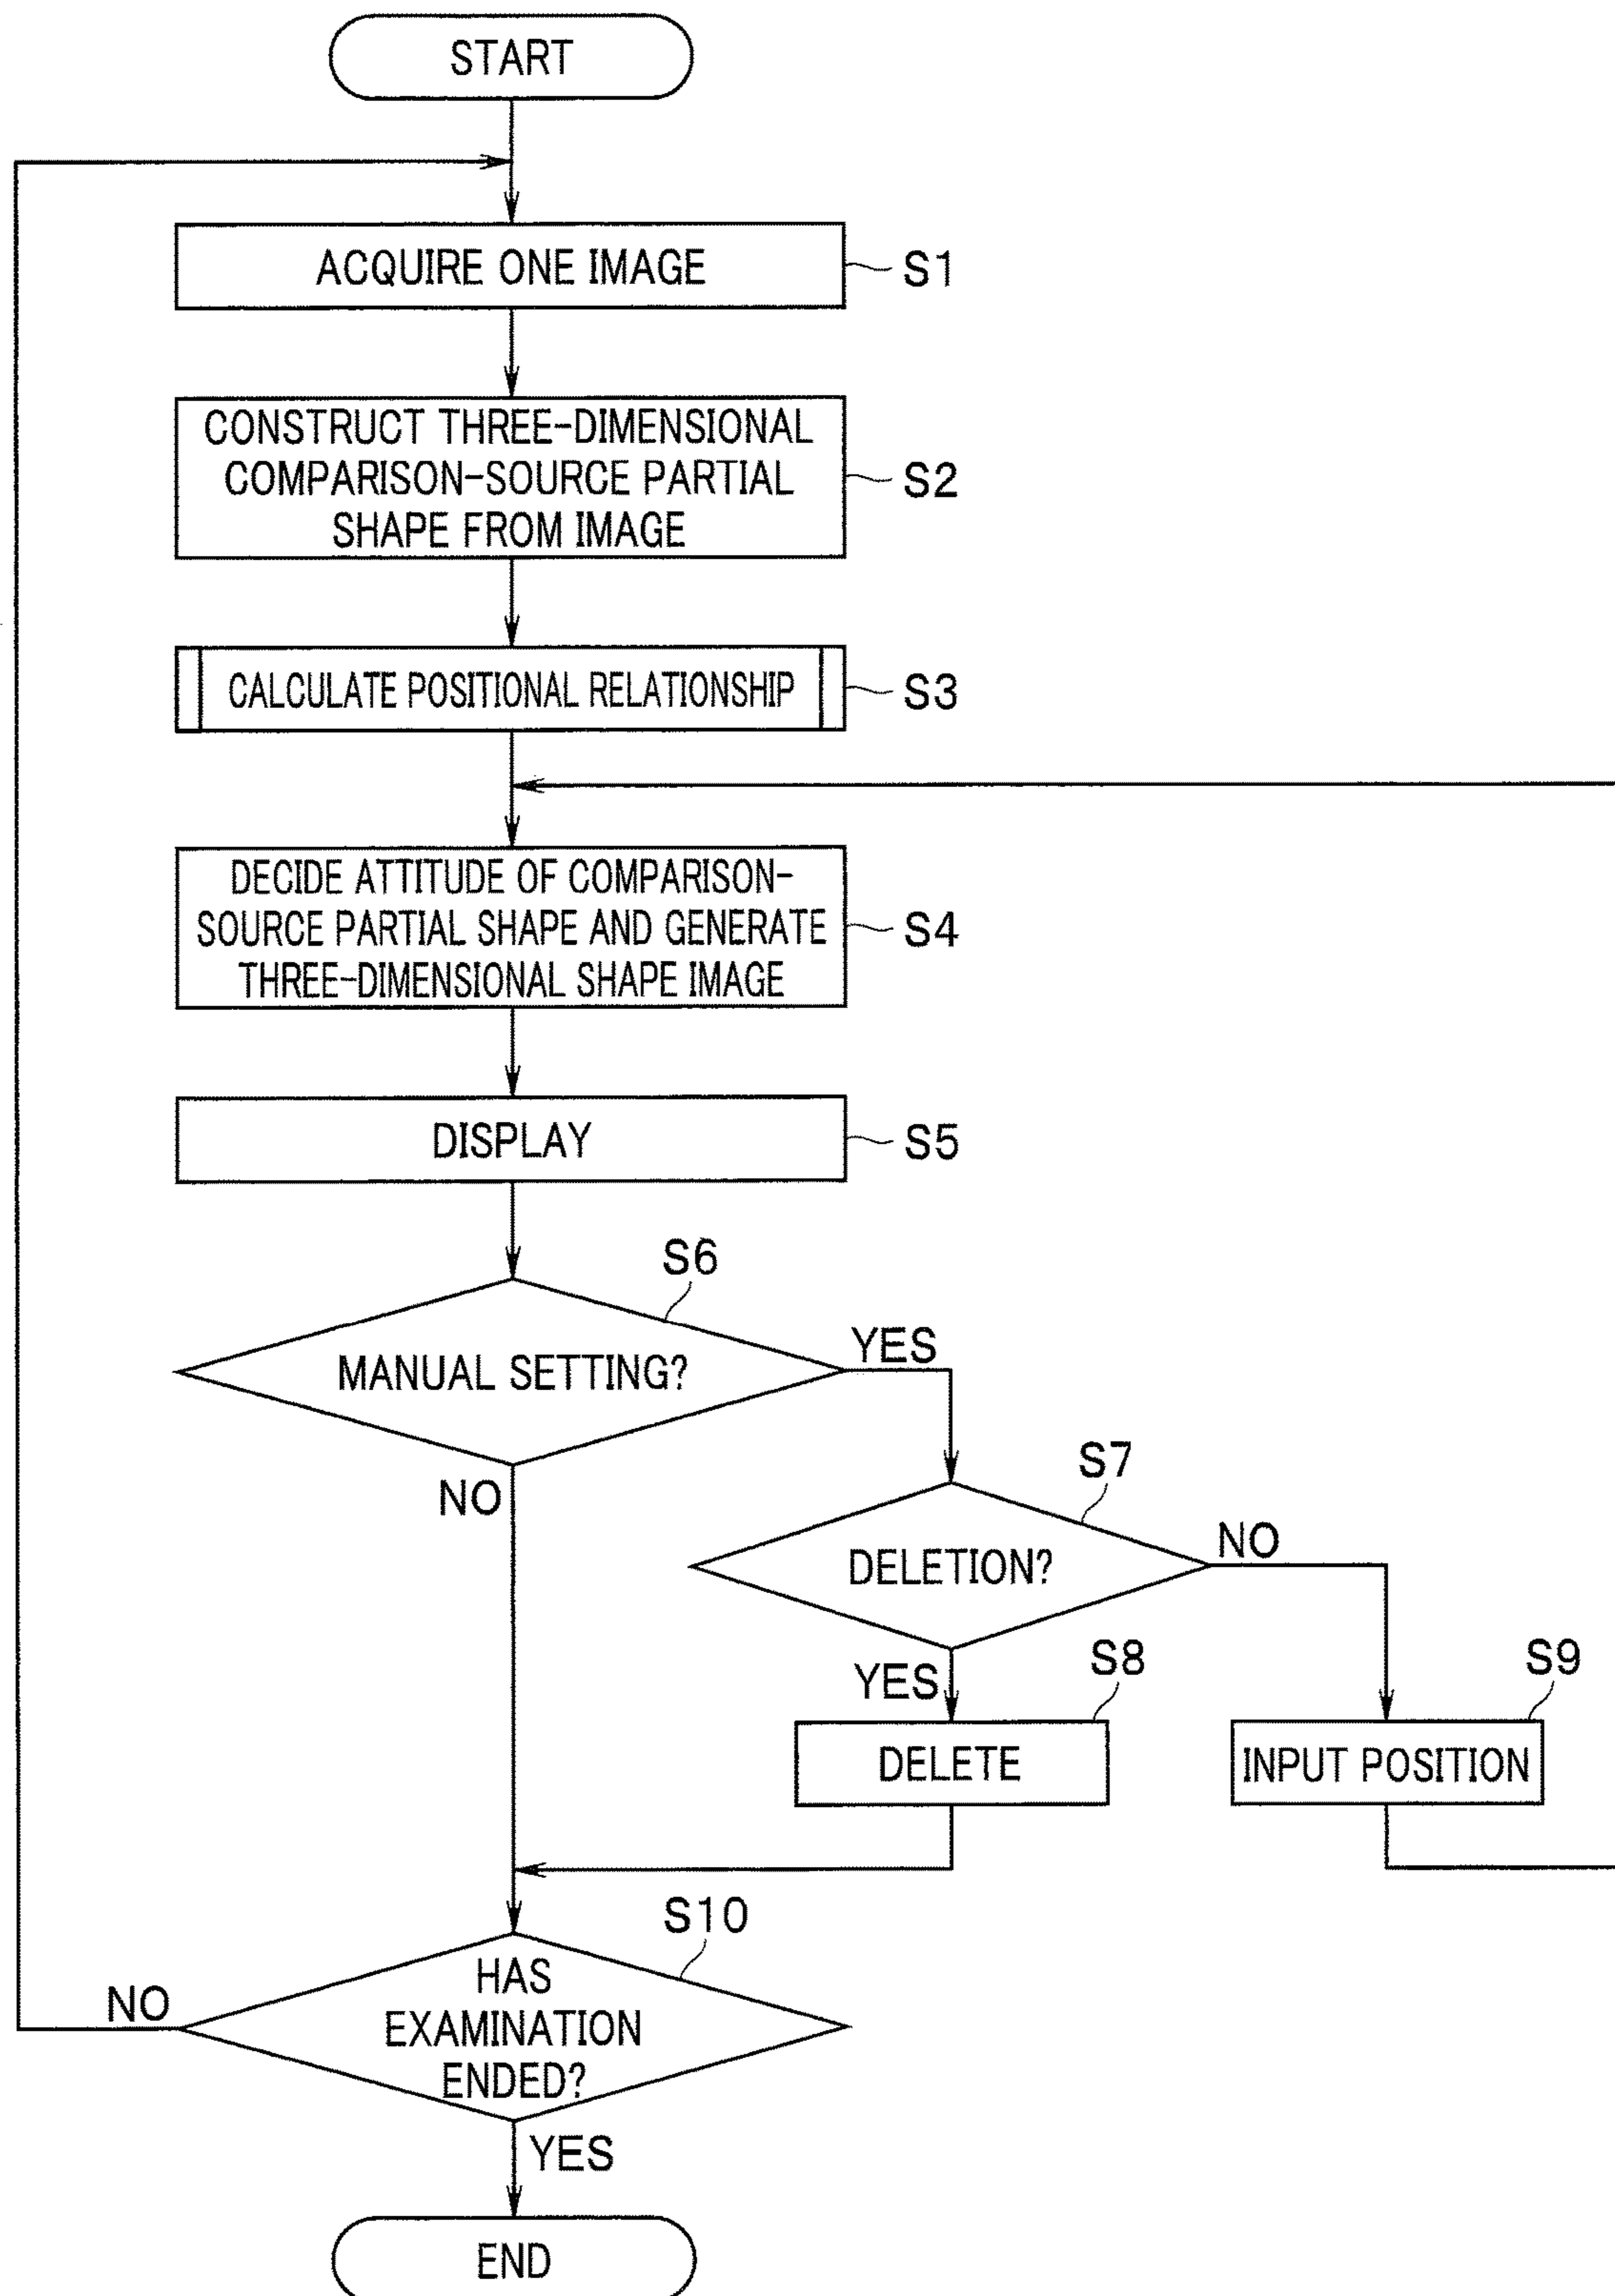 START
ACQUIRE ONE IMAGE
S1
CONSTRUCT THREE-DIMENSIONAL
COMPARISON-SOURCE PARTIAL
SHAPE FROM IMAGE
S2
CALCULATE POSITIONAL RELATIONSHIP
S3
DECIDE ATTITUDE OF COMPARISON-
SOURCE PARTIAL SHAPE AND GENERATE
THREE-DIMENSIONAL SHAPE IMAGE
S4
DISPLAY
S5
S6
MANUAL SETTING?
YES
NO
S7
DELETION?
NO
YES
S8
DELETE
S9
INPUT POSITION
S10
HAS
EXAMINATION
ENDED?
NO
YES
END